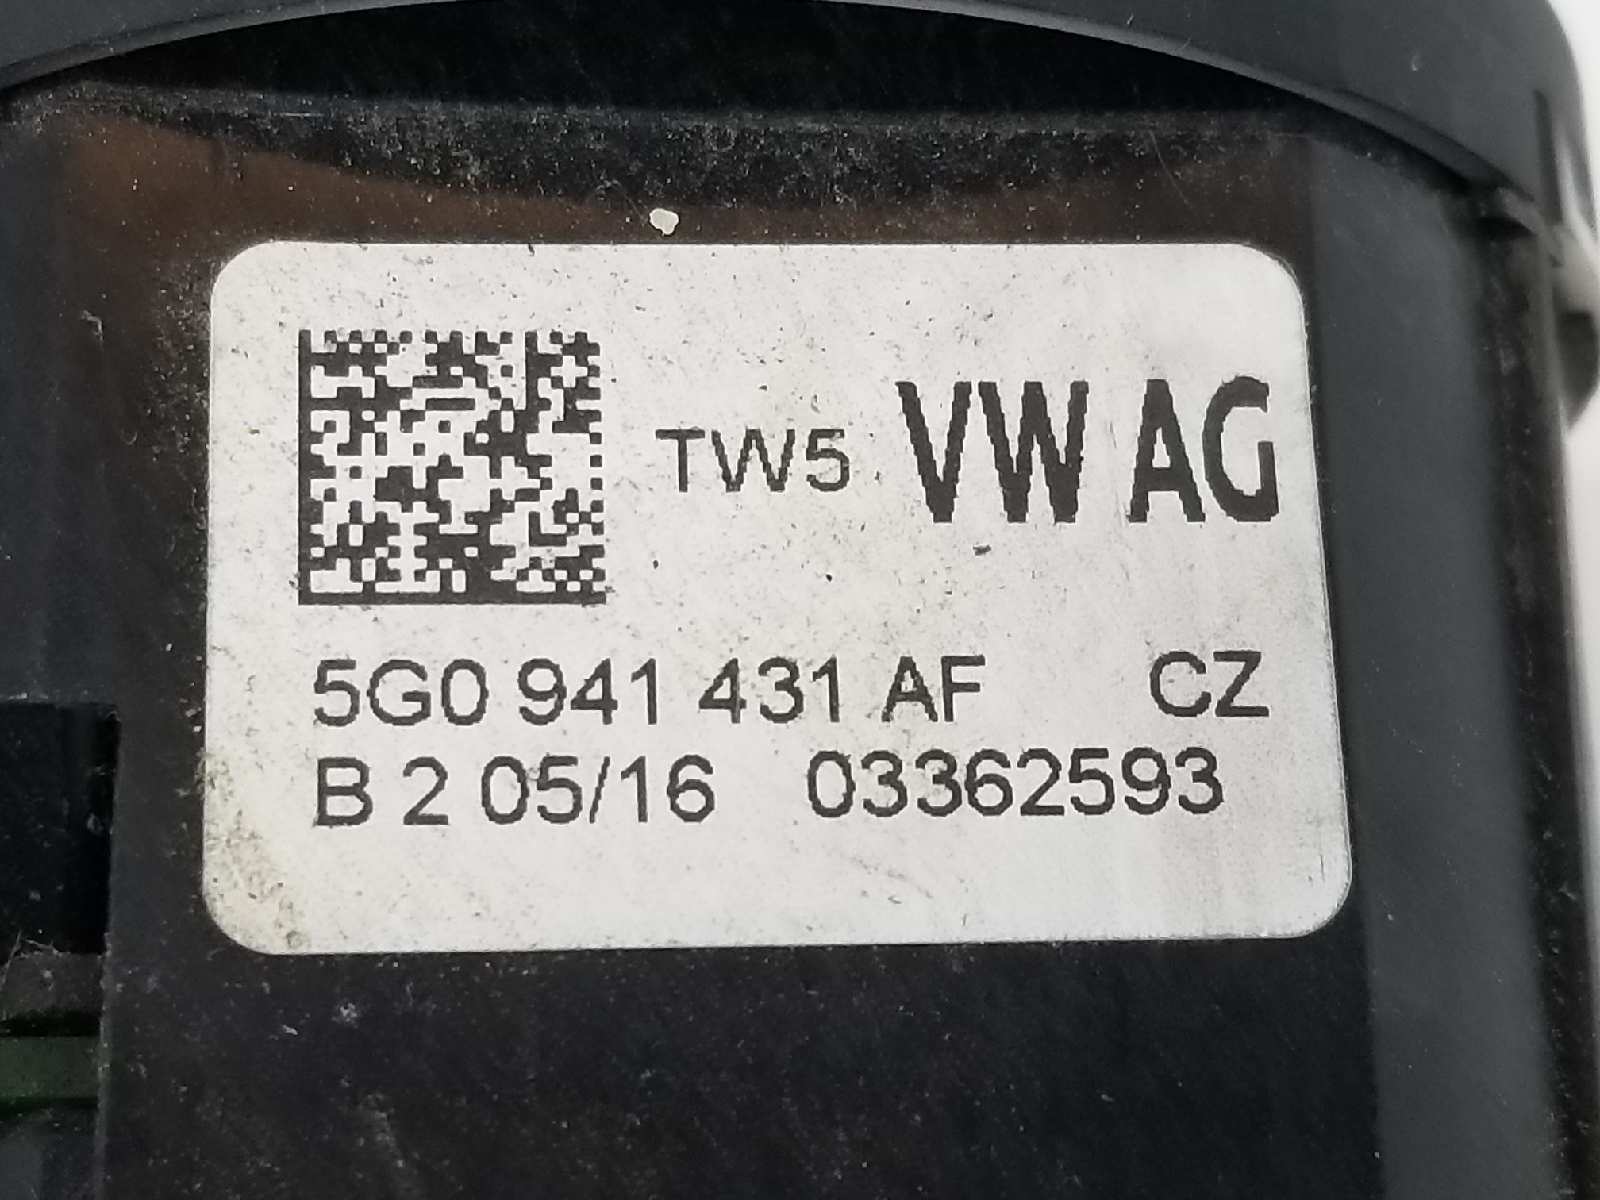 TW5 VW AG
5G0 941 431 AF CZ
B 2 05/16 03362593